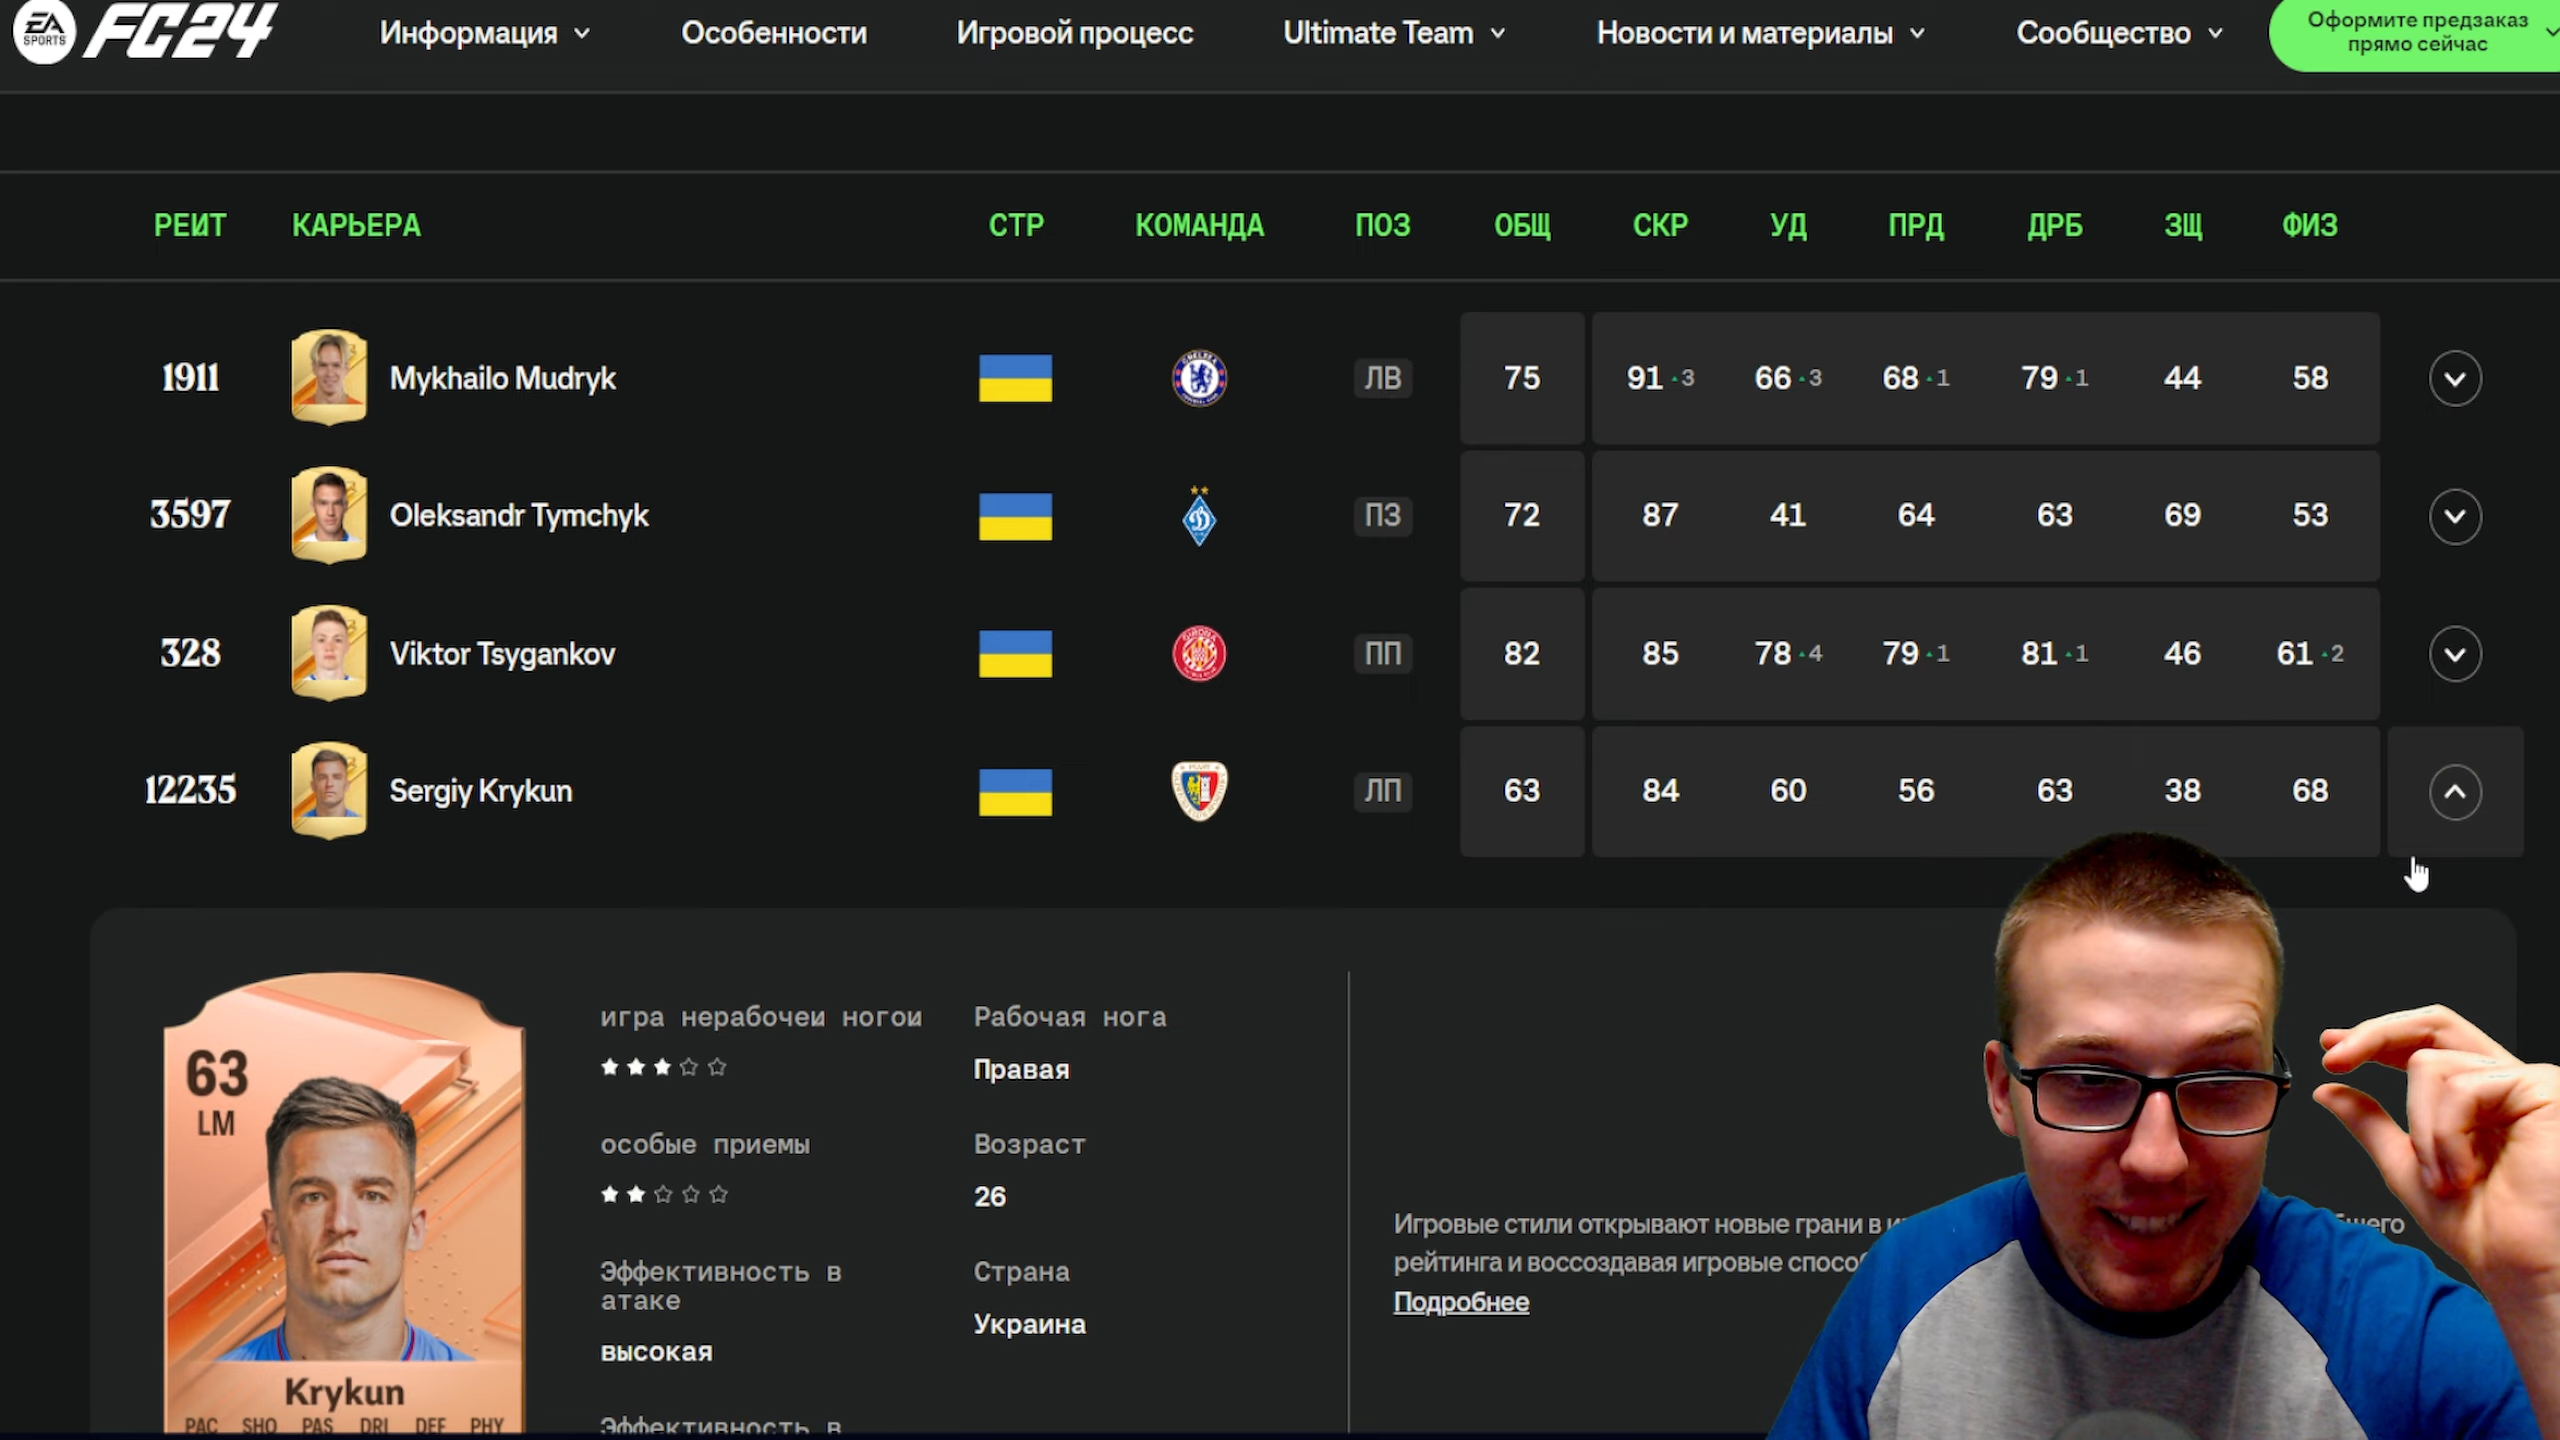 EA SPORTS FC24 Информация Особенности Игровой процесс Ultimate Team Новости и материалы Сообщество Оформите предзаказ
прямо сейчас
РЕЙТ КАРЬЕРА СТР КОМАНДА ПОЗ ОБЩ СКР УД ПРД ДРБ ЗЩ ФИЗ
1911 Mykhailo Mudryk ЛВ 75 91 3 66 3 68 1 79 1 44 58
3597 Oleksandr Tymchyk ПЗ 72 87 41 64 63 69 53
328 Viktor Tsygankov ПП 82 85 78 4 79 1 81 1 46 61 2
12235 Sergiy Krykun ЛП 63 84 60 56 63 38 68
63
LM
Krykun
PAC SHO PAS DRI DEF PHY
игра нерабочей ногой
Рабочая нога
Правая
особые приемы
Возраст
26
Эффективность в
атаке
высокая
Страна
Украина
Эффективность в
Игровые стили открывают новые грани в
рейтинга и воссоздавая игровые
Подробнее